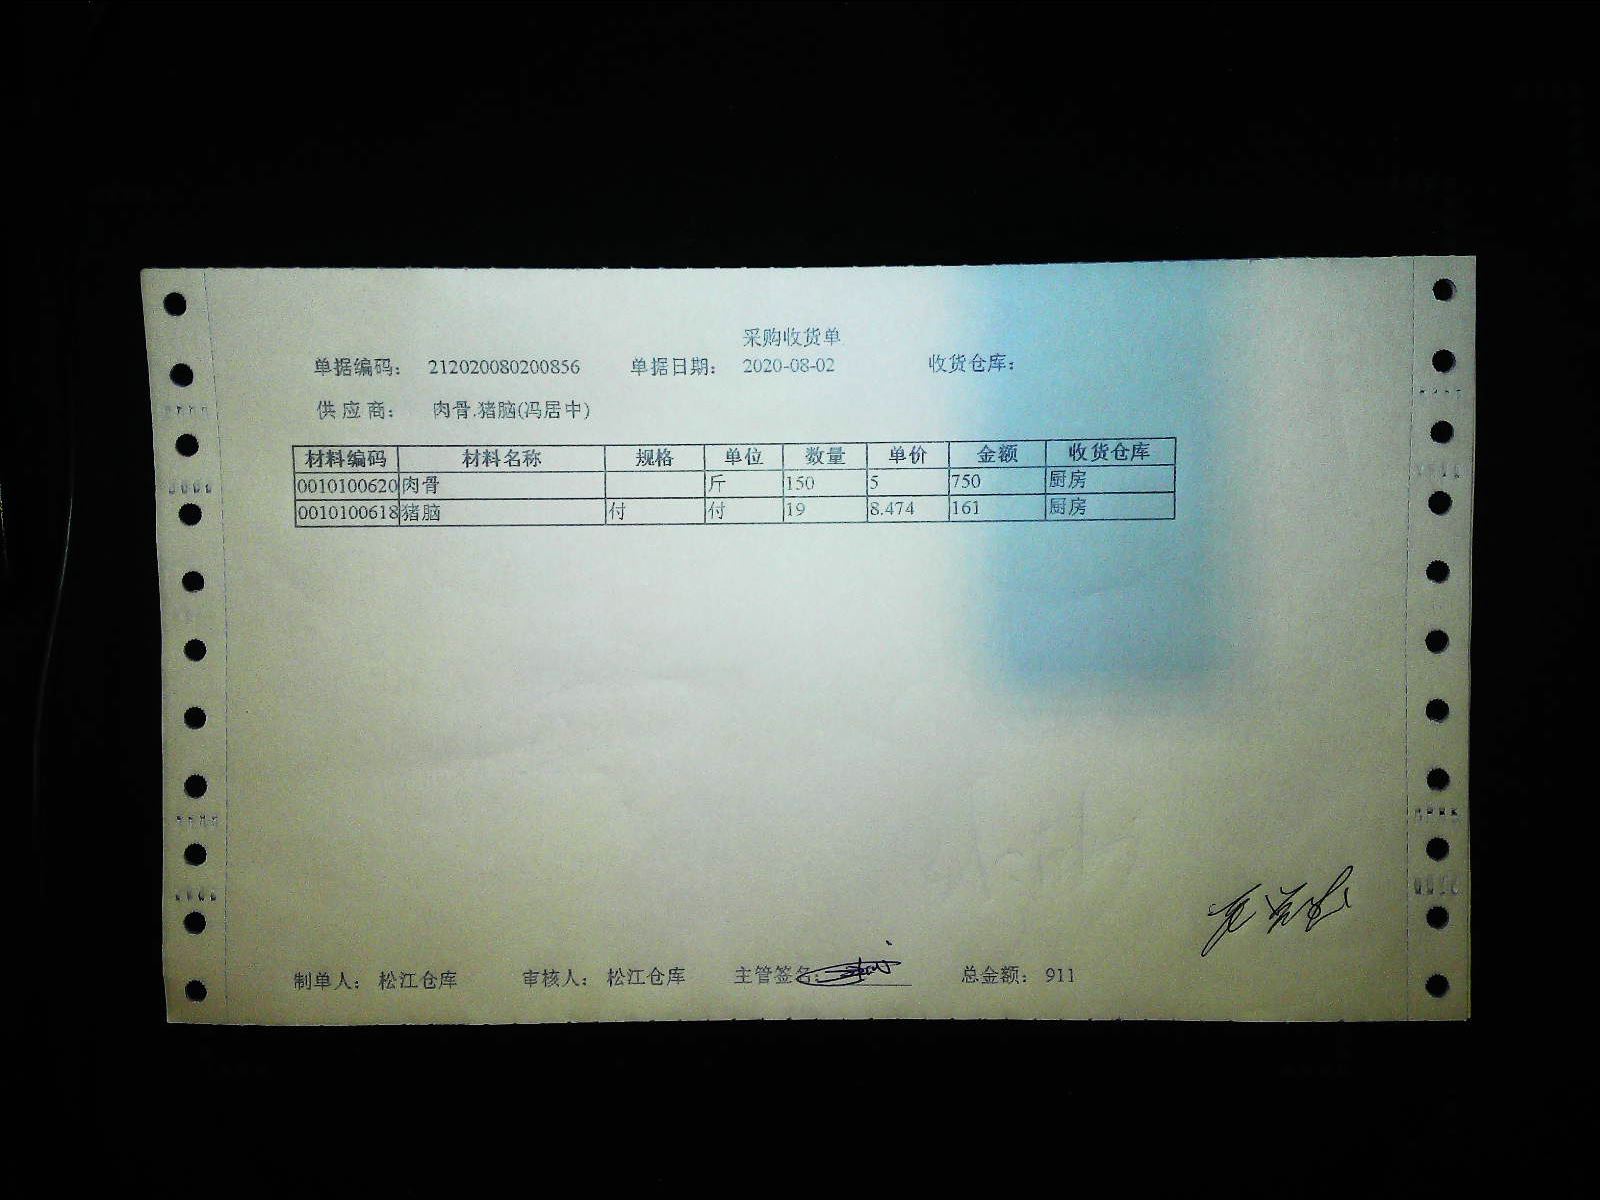 采购收货单
单据编码： 212020080200856 单据日期： 2020-08-02 收货仓库：
供应商： 肉骨.猪脑(冯居中)
材料编码 材料名称 规格 单位 数量 单价 金额 收货仓库
0010100620 肉骨 斤 150 5 750 厨房
0010100618 猪脑 付 付 19 8.474 161 厨房
制单人： 松江仓库 审核人： 松江仓库 主管签名： 总金额： 911